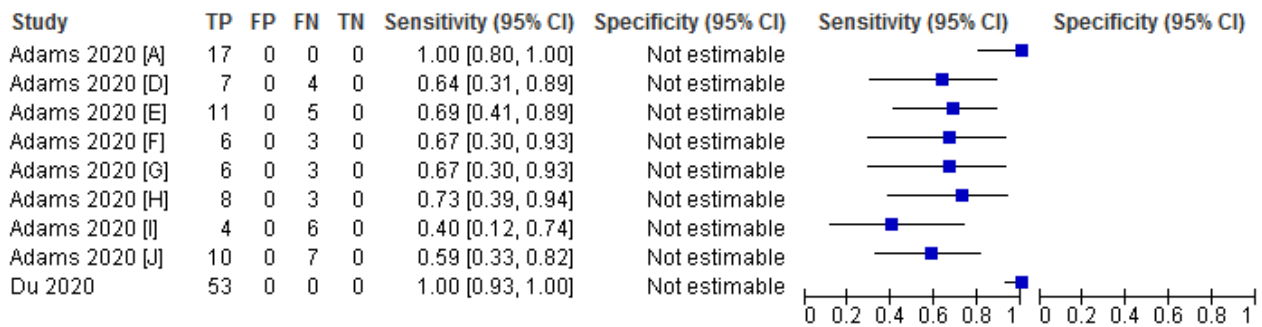 Study TP FP FN TN Sensitivity (95% CI) Specificity (95% CI) Sensitivity (95% CI) Specificity (95% CI)
Adams 2020 [A] 17 0 0 0 1.00 [0.80, 1.00] Not estimable
Adams 2020 [D] 7 0 4 0 0.64 [0.31, 0.89] Not estimable
Adams 2020 [E] 11 0 5 0 0.69 [0.41, 0.89] Not estimable
Adams 2020 [F] 6 0 3 0 0.67 [0.30, 0.93] Not estimable
Adams 2020 [G] 6 0 3 0 0.67 [0.30, 0.93] Not estimable
Adams 2020 [H] 8 0 3 0 0.73 [0.39, 0.94] Not estimable
Adams 2020 [I] 4 0 6 0 0.40 [0.12, 0.74] Not estimable
Adams 2020 [J] 10 0 7 0 0.59 [0.33, 0.82] Not estimable
Du 2020 53 0 0 0 1.00 [0.93, 1.00] Not estimable
0 0.2 0.4 0.6 0.8 1 0 0.2 0.4 0.6 0.8 1